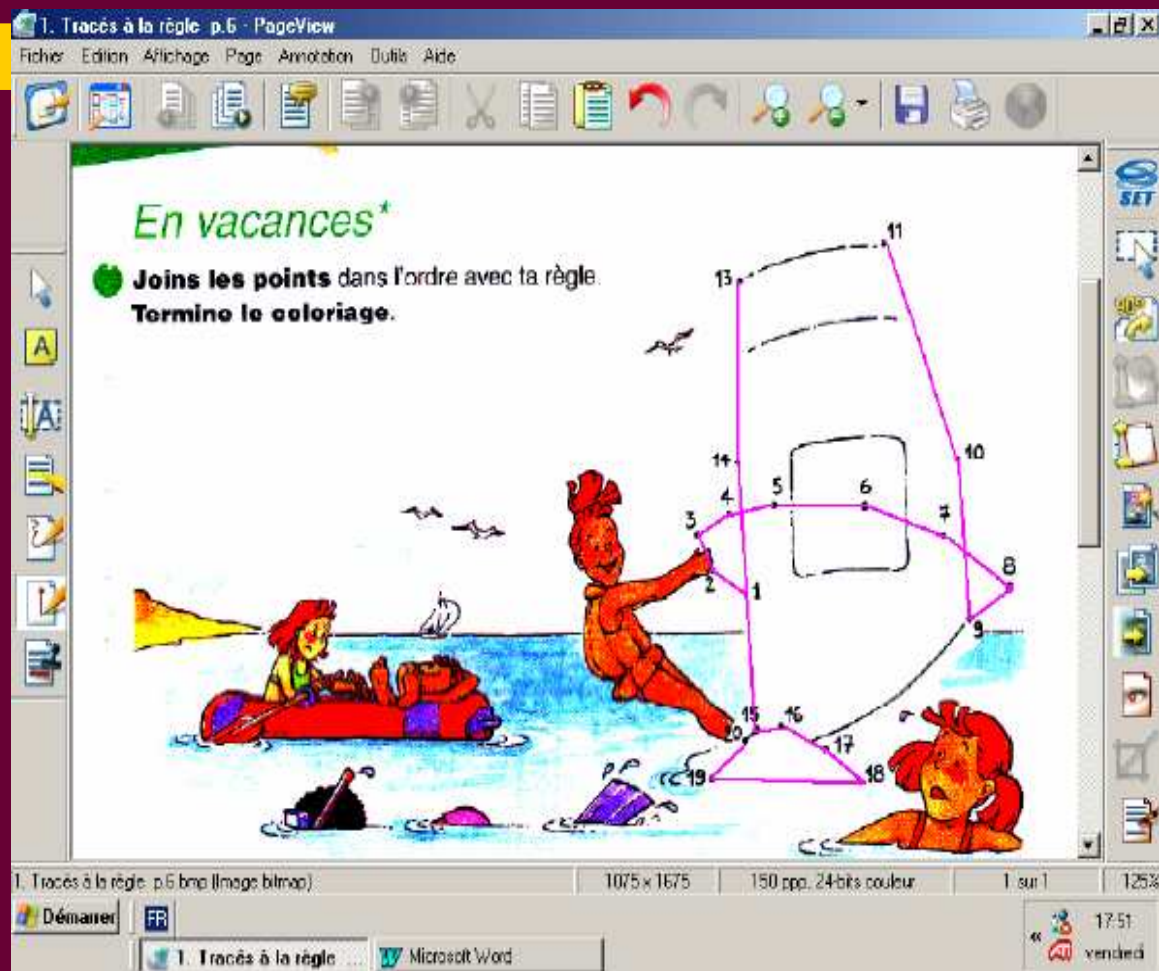 1. Tracés à la règle p.6 - PageView
Fichier Edition Affichage Page Annotation Outils Aide
SET
90°
A
A
En vacances*
Joins les points dans l'ordre avec ta règle.
Termine le coloriage.
11
13
10
14
5
6
4
3
7
8
2
1
9
15
16
20
17
19
18
1. Tracés à la règle p.6 bmp (Image bitmap)
1075 x 1675
150 ppp, 24-bits couleur
1 sur 1
125%
Démarrer
FR
17:51
1. Tracés à la règle ...
Microsoft Word
vendredi